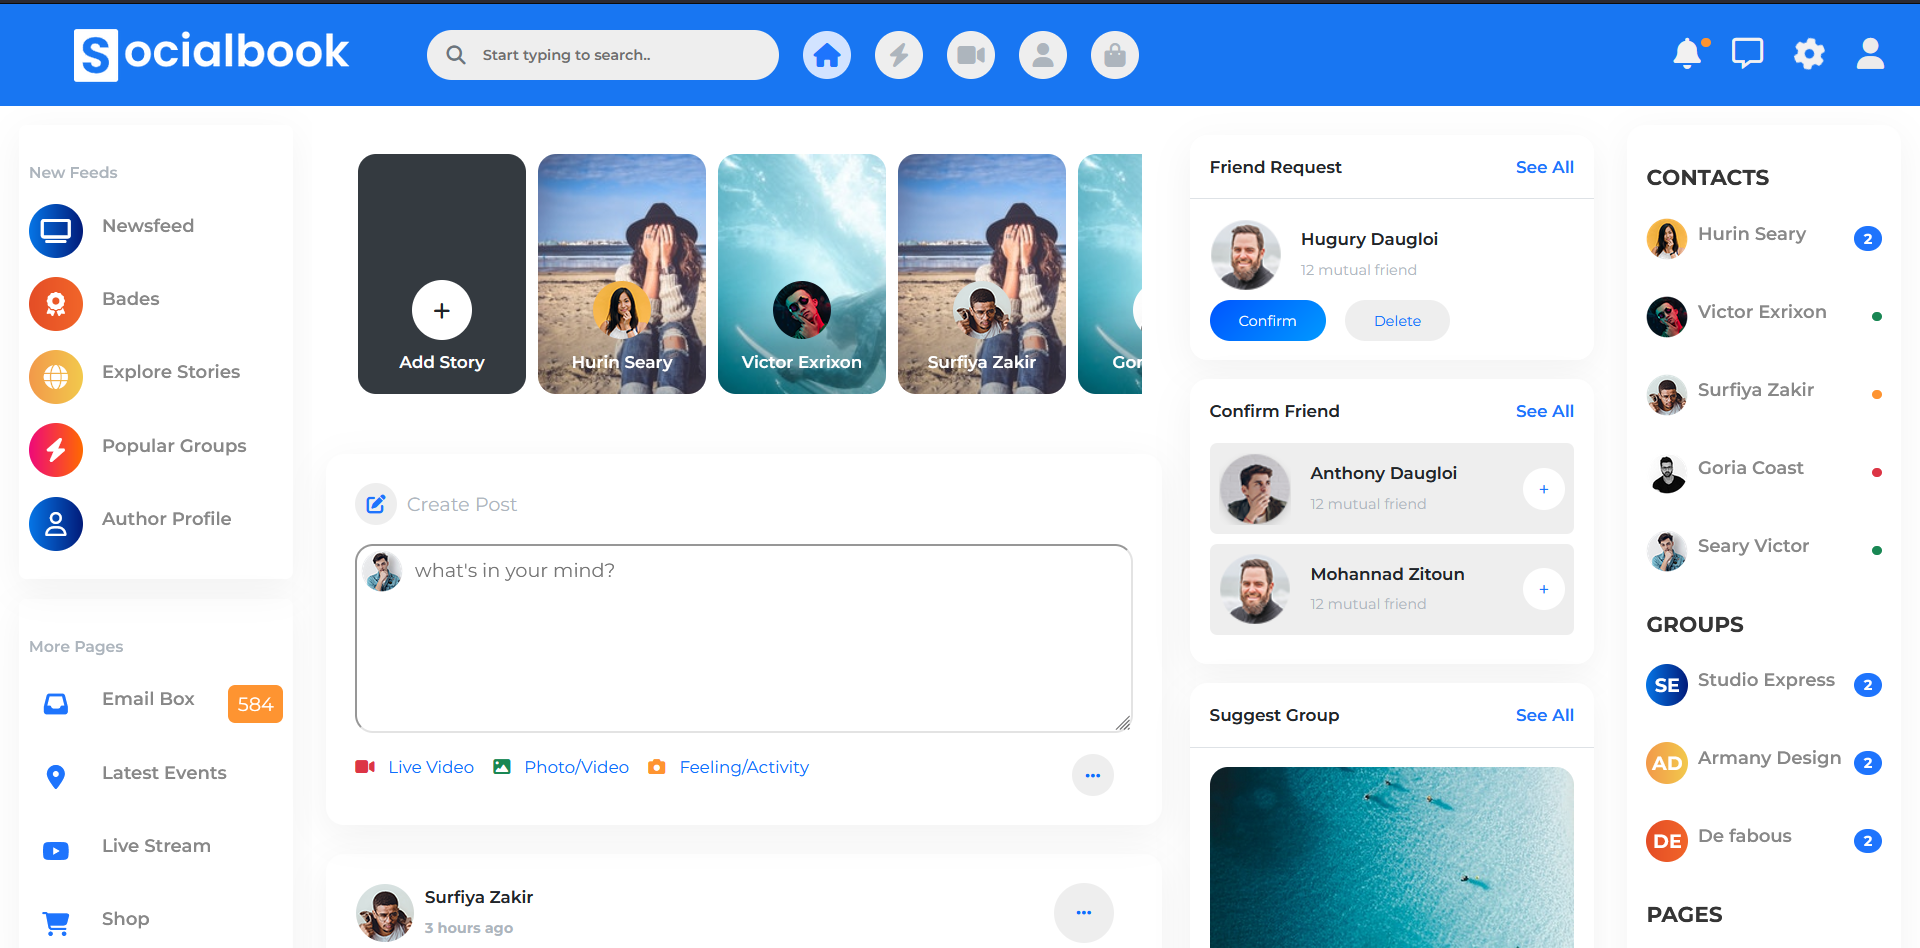 Socialbook
Start typing to search..
New Feeds
Newsfeed
Bades
Explore Stories
Popular Groups
Author Profile
More Pages
Email Box 584
Latest Events
Live Stream
Shop
Add Story
Hurin Seary
Victor Exrixon
Surfiya Zakir
Gor
Create Post
what's in your mind?
Live Video Photo/Video Feeling/Activity
Surfiya Zakir
3 hours ago
Friend Request See All
Hugury Daugloi
12 mutual friend
Confirm Delete
Confirm Friend See All
Anthony Daugloi
12 mutual friend
+
Mohannad Zitoun
12 mutual friend
+
Suggest Group See All
CONTACTS
Hurin Seary 2
Victor Exrixon
Surfiya Zakir
Goria Coast
Seary Victor
GROUPS
SE Studio Express 2
AD Armany Design 2
DE De fabous 2
PAGES